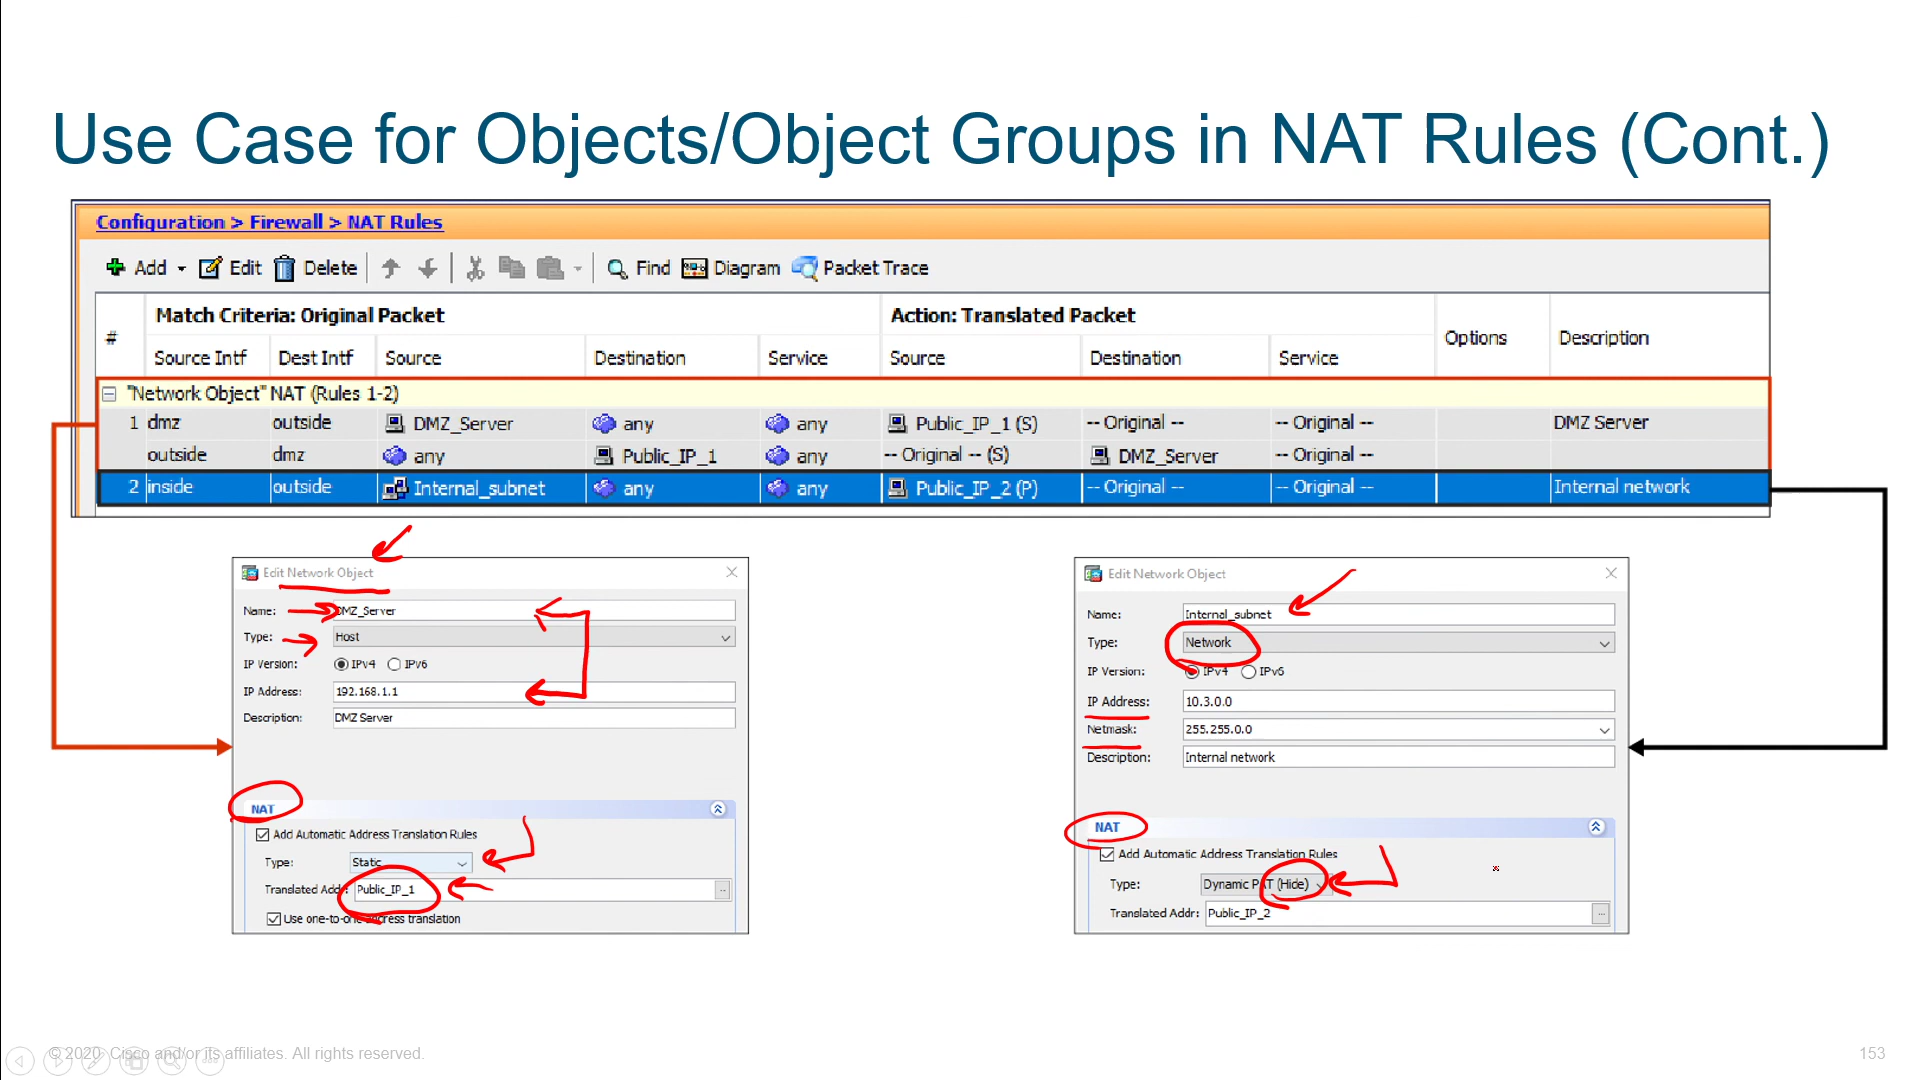 Use Case for Objects/Object Groups in NAT Rules (Cont.)
Configuration > Firewall > NAT Rules
Add Edit Delete Find Diagram Packet Trace
# Match Criteria: Original Packet Action: Translated Packet Options Description
Source Intf Dest Intf Source Destination Service Source Destination Service
"Network Object" NAT (Rules 1-2)
1 dmz outside DMZ_Server any any Public_IP_1 (S) -- Original -- -- Original -- DMZ Server
outside dmz any Public_IP_1 any -- Original -- (S) DMZ_Server -- Original --
2 inside outside Internal_subnet any any Public_IP_2 (P) -- Original -- -- Original -- Internal network
Edit Network Object
Name: DMZ_Server
Type: Host
IP Version: IPv4 IPv6
IP Address: 192.168.1.1
Description: DMZ Server
NAT
Add Automatic Address Translation Rules
Type: Static
Translated Addr: Public_IP_1
Use one-to-one address translation
Edit Network Object
Name: Internal_subnet
Type: Network
IP Version: IPv4 IPv6
IP Address: 10.3.0.0
Netmask: 255.255.0.0
Description: Internal network
NAT
Add Automatic Address Translation Rules
Type: Dynamic PAT (Hide)
Translated Addr: Public_IP_2
© 2020 Cisco and/or its affiliates. All rights reserved.
153